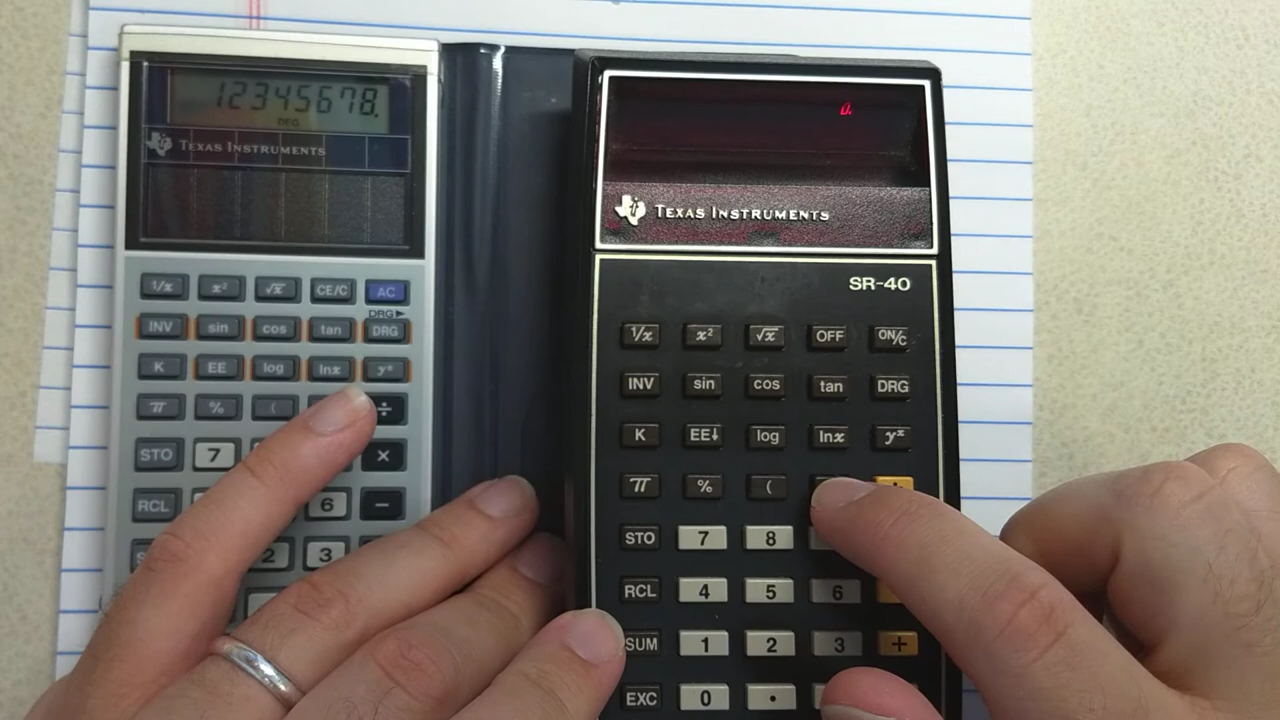 12345678.
DEG
TEXAS INSTRUMENTS
1/x x² √x CE/C AC
DRG▶
INV sin cos tan DRG
K EE log lnx yˣ
π % ( ÷
STO 7 ×
RCL 6 −
2 3
0.
TEXAS INSTRUMENTS
SR-40
1/x x² √x OFF ON/C
INV sin cos tan DRG
K EE↓ log lnx yˣ
π % (
STO 7 8
RCL 4 5 6
SUM 1 2 3 +
EXC 0 •